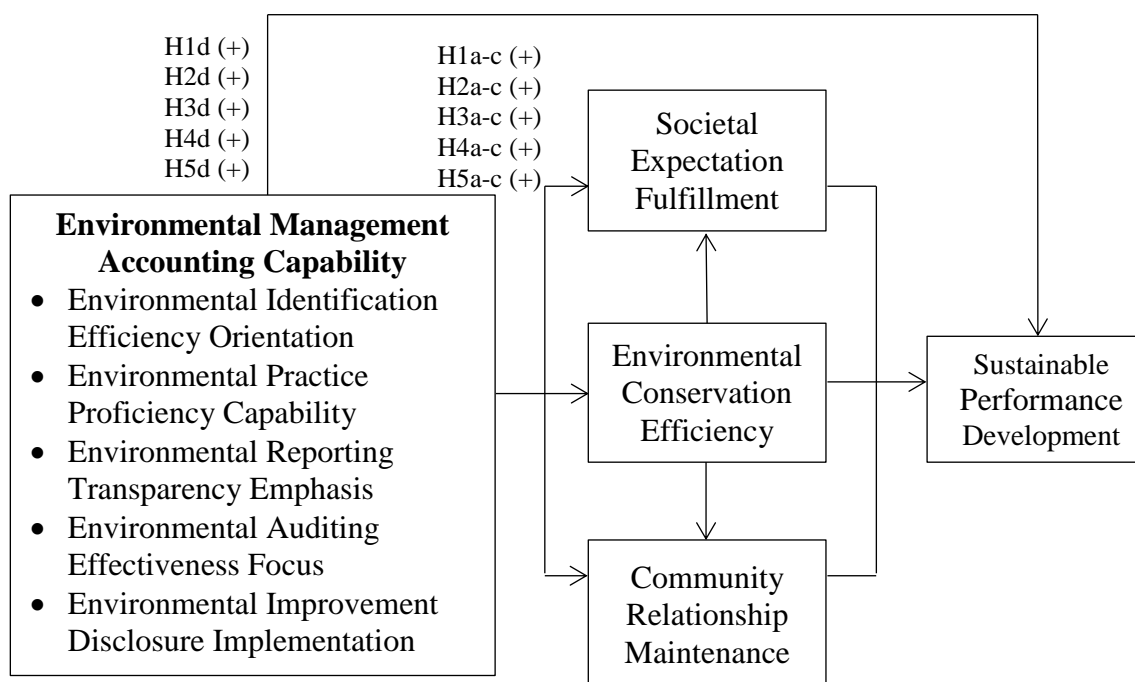 H1d (+)
H2d (+)
H3d (+)
H4d (+)
H5d (+)
H1a-c (+)
H2a-c (+)
H3a-c (+)
H4a-c (+)
H5a-c (+)
Environmental Management
Accounting Capability
• Environmental Identification
Efficiency Orientation
• Environmental Practice
Proficiency Capability
• Environmental Reporting
Transparency Emphasis
• Environmental Auditing
Effectiveness Focus
• Environmental Improvement
Disclosure Implementation
Societal
Expectation
Fulfillment
Environmental
Conservation
Efficiency
Community
Relationship
Maintenance
Sustainable
Performance
Development